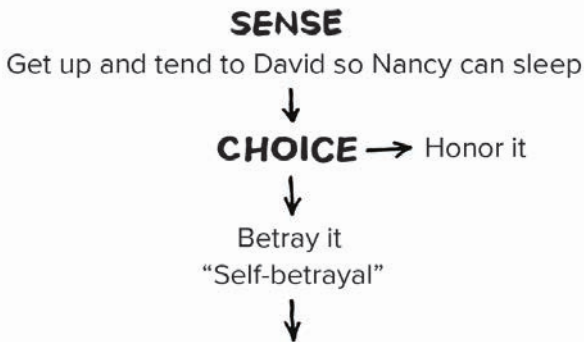 SENSE
Get up and tend to David so Nancy can sleep
CHOICE → Honor it
Betray it
“Self-betrayal”